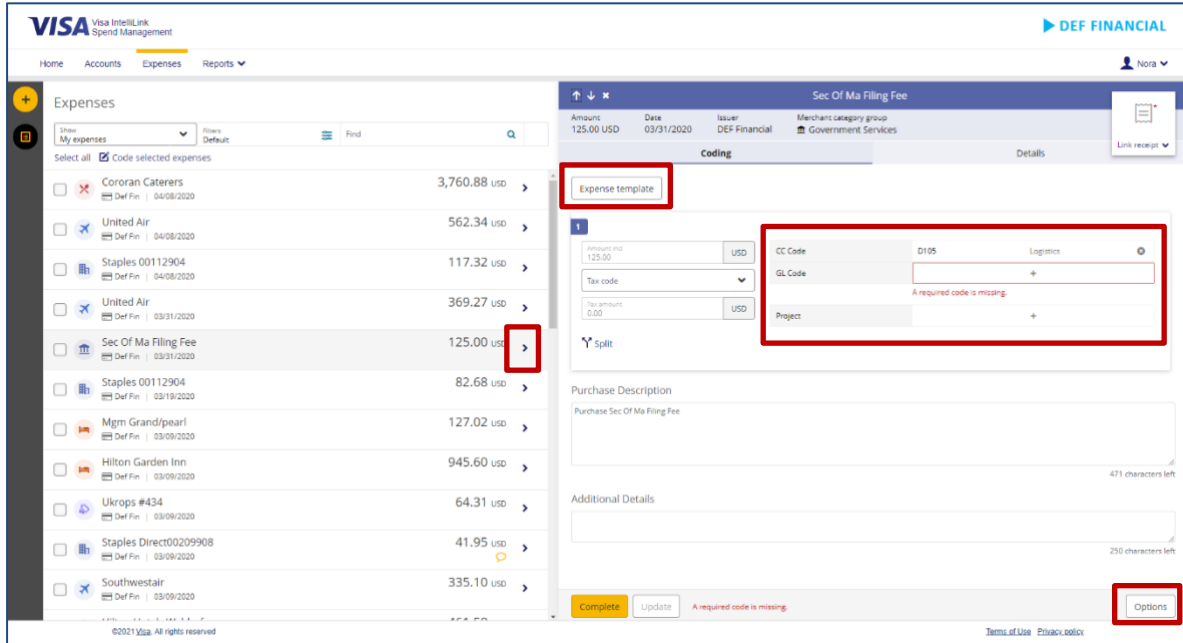 VISA Visa IntelliLink
Spend Management
DEF FINANCIAL
Home Accounts Expenses Reports
Nora
Expenses
Show
My expenses
Filters
Default
Find
Select all Code selected expenses
Cororan Caterers 3,760.88 USD
Def Fin | 04/08/2020
United Air 562.34 USD
Def Fin | 04/08/2020
Staples 00112904 117.32 USD
Def Fin | 04/08/2020
United Air 369.27 USD
Def Fin | 03/31/2020
Sec Of Ma Filing Fee 125.00 USD
Def Fin | 03/31/2020
Staples 00112904 82.68 USD
Def Fin | 03/19/2020
Mgm Grand/pearl 127.02 USD
Def Fin | 03/09/2020
Hilton Garden Inn 945.60 USD
Def Fin | 03/09/2020
Ukrops #434 64.31 USD
Def Fin | 03/09/2020
Staples Direct00209908 41.95 USD
Def Fin | 03/09/2020
Southwestair 335.10 USD
Def Fin | 03/09/2020
Sec Of Ma Filing Fee
Amount Date Issuer Merchant category group
125.00 USD 03/31/2020 DEF Financial Government Services
Link receipt
Coding Details
Expense template
1
Amount incl
125.00 USD
Tax code
Tax amount
0.00 USD
Split
CC Code D105 Logistics
GL Code +
A required code is missing.
Project +
Purchase Description
Purchase Sec Of Ma Filing Fee
471 characters left
Additional Details
250 characters left
Complete Update A required code is missing. Options
©2021 Visa. All rights reserved
Terms of Use Privacy policy